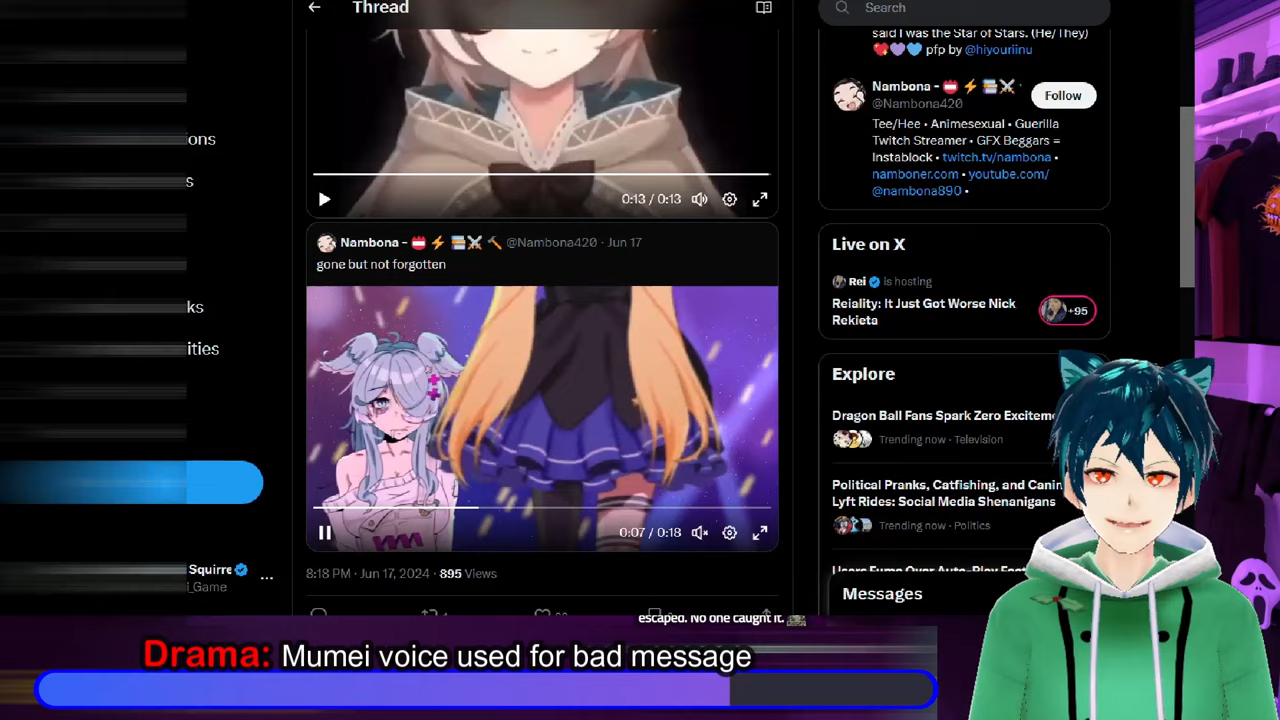 Thread
Search
ons
s
ks
ities
Squirre
_Game
0:13 / 0:13
Nambona - @Nambona420 · Jun 17
gone but not forgotten
0:07 / 0:18
8:18 PM · Jun 17, 2024 · 895 Views
said I was the Star of Stars. (He/They)
pfp by @hiyouriinu
Nambona -
@Nambona420
Follow
Tee/Hee • Animesexual • Guerilla
Twitch Streamer • GFX Beggars =
Instablock • twitch.tv/nambona •
namboner.com • youtube.com/
@nambona890 •
Live on X
Rei is hosting
Reiality: It Just Got Worse Nick
Rekieta
+95
Explore
Dragon Ball Fans Spark Zero Exciteme
Trending now · Television
Political Pranks, Catfishing, and Canin
Lyft Rides: Social Media Shenanigans
Trending now · Politics
Messages
escaped. No one caught it.
Drama: Mumei voice used for bad message